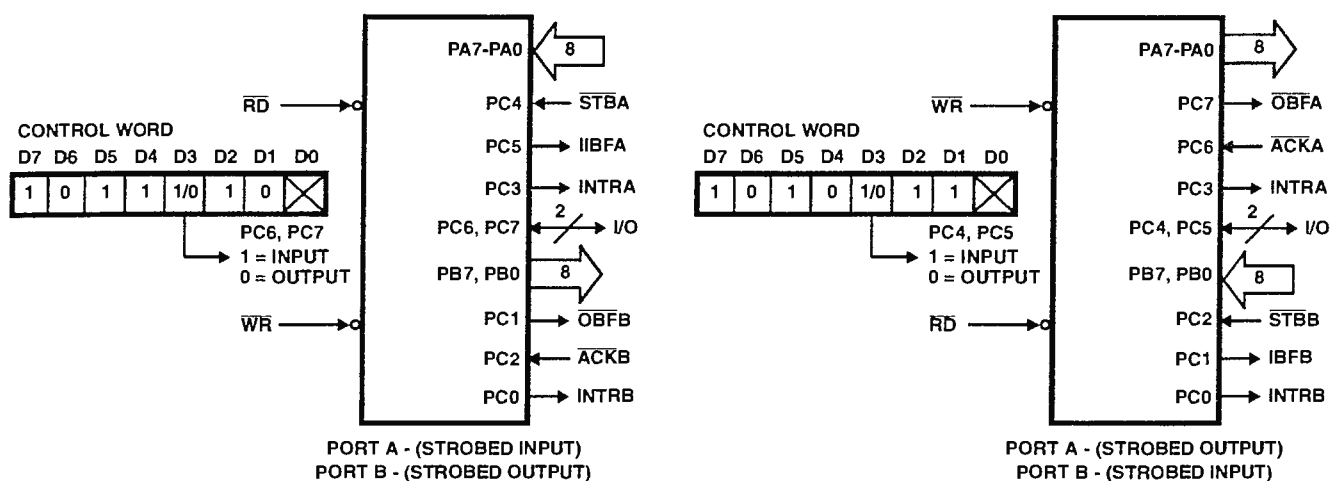 PA7-PA0
8
RD
PC4
STBA
CONTROL WORD
D7 D6 D5 D4 D3 D2 D1 D0
PC5
IIBFA
1 0 1 1 1/0 1 0
PC3
INTRA
PC6, PC7
1 = INPUT
0 = OUTPUT
PC6, PC7
2
I/O
PB7, PB0
8
WR
PC1
OBFB
PC2
ACKB
PC0
INTRB
PORT A - (STROBED INPUT)
PORT B - (STROBED OUTPUT)
PA7-PA0
8
WR
PC7
OBFA
CONTROL WORD
D7 D6 D5 D4 D3 D2 D1 D0
PC6
ACKA
1 0 1 0 1/0 1 1
PC3
INTRA
PC4, PC5
1 = INPUT
0 = OUTPUT
PC4, PC5
2
I/O
PB7, PB0
8
RD
PC2
STBB
PC1
IBFB
PC0
INTRB
PORT A - (STROBED OUTPUT)
PORT B - (STROBED INPUT)